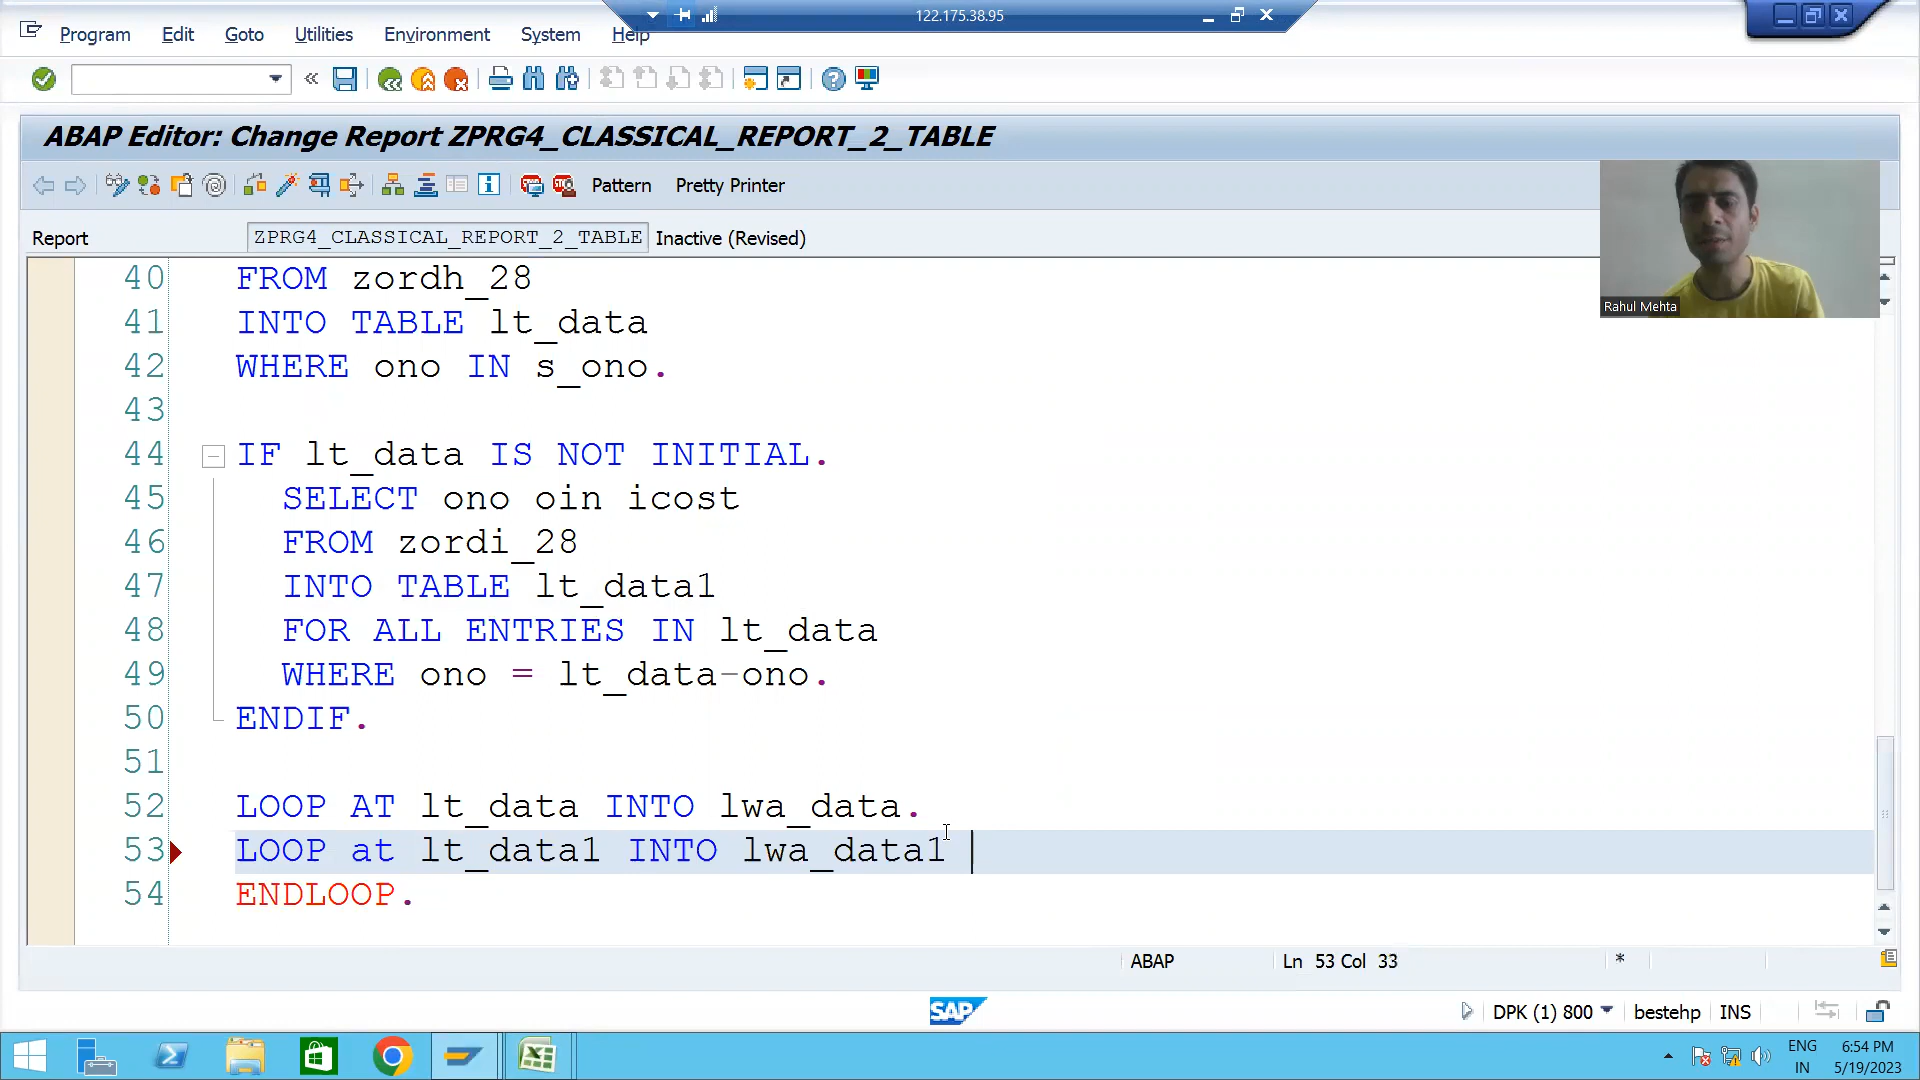 122.175.38.95
Program Edit Goto Utilities Environment System Help
ABAP Editor: Change Report ZPRG4_CLASSICAL_REPORT_2_TABLE
Pattern Pretty Printer
Report ZPRG4_CLASSICAL_REPORT_2_TABLE Inactive (Revised)
Rahul Mehta
40 FROM zordh_28
41 INTO TABLE lt_data
42 WHERE ono IN s_ono.
43
44 IF lt_data IS NOT INITIAL.
45 SELECT ono oin icost
46 FROM zordi_28
47 INTO TABLE lt_data1
48 FOR ALL ENTRIES IN lt_data
49 WHERE ono = lt_data-ono.
50 ENDIF.
51
52 LOOP AT lt_data INTO lwa_data.
53 LOOP at lt_data1 INTO lwa_data1
54 ENDLOOP.
ABAP Ln 53 Col 33 *
SAP DPK (1) 800 bestehp INS
ENG 6:54 PM
IN 5/19/2023